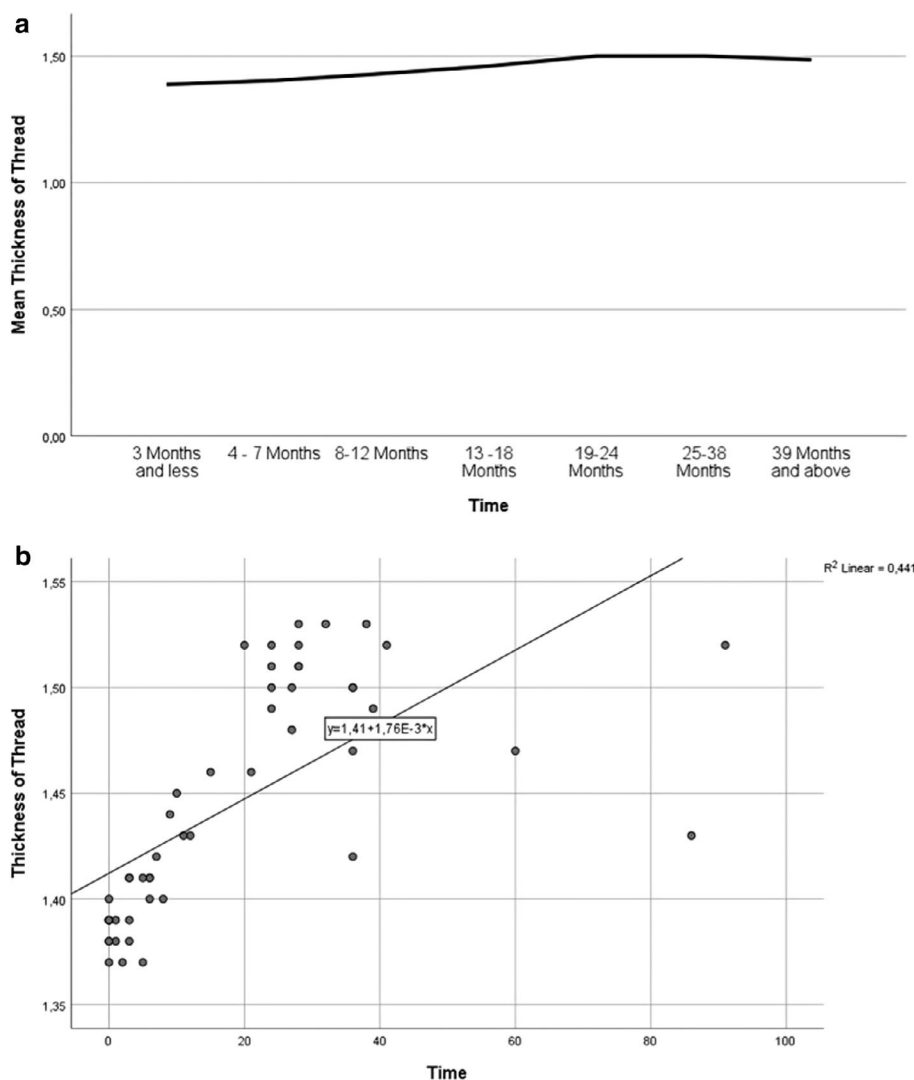 a
Mean Thickness of Thread
1,50
1,00
0,50
0,00
3 Months
and less
4 - 7 Months
8-12 Months
13 -18
Months
19-24
Months
25-38
Months
39 Months
and above
Time
b
Thickness of Thread
1,55
1,50
1,45
1,40
1,35
R² Linear = 0,441
y=1,41+1,76E-3*x
0
20
40
60
80
100
Time